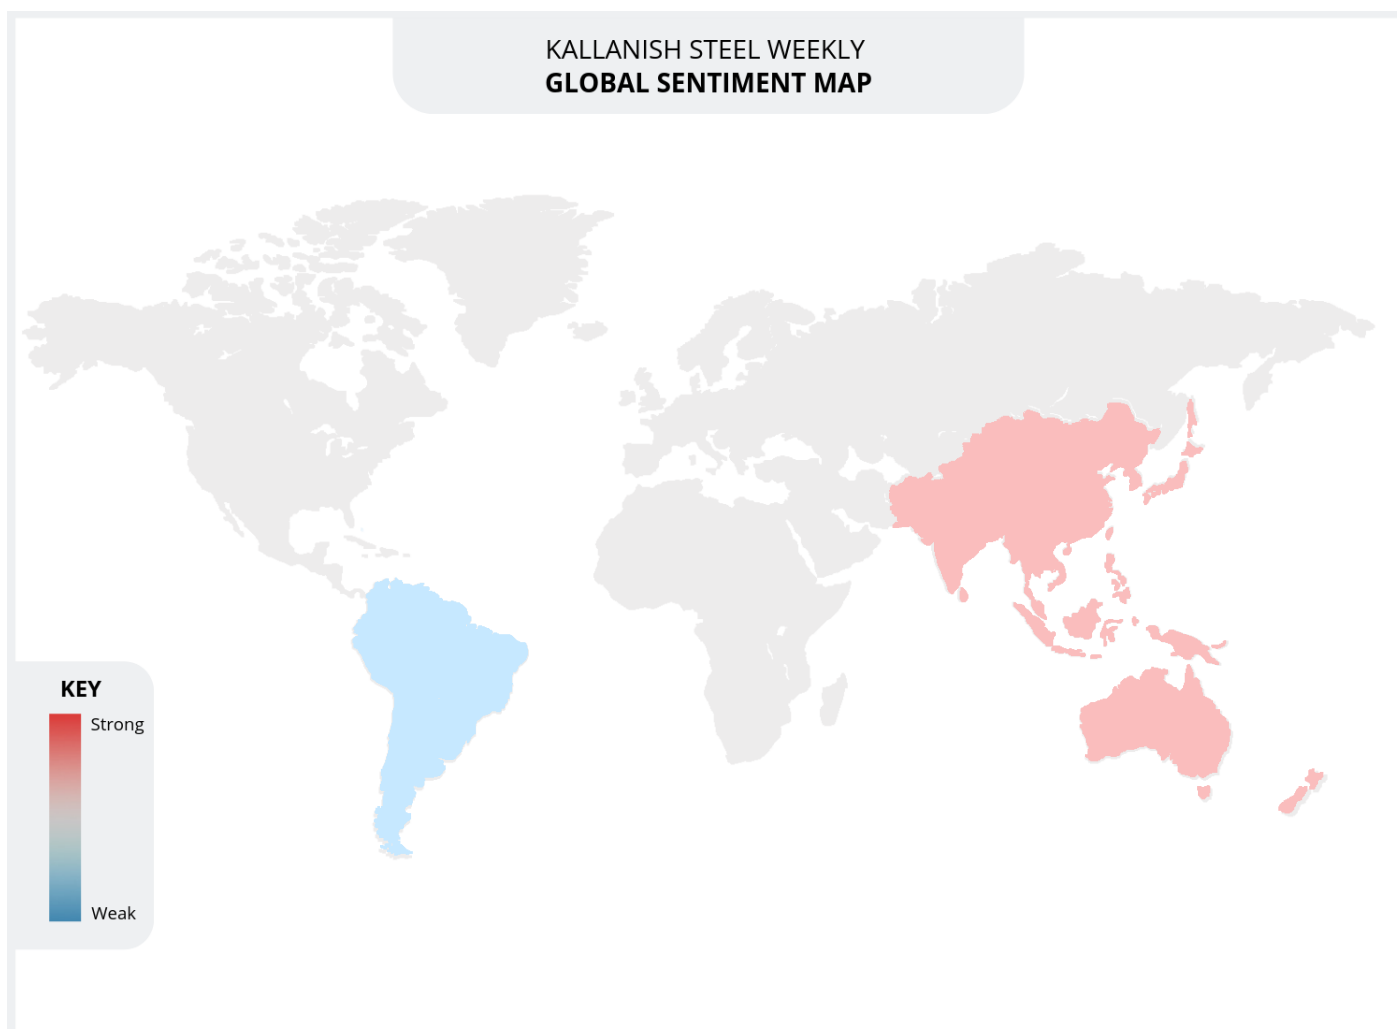 KALLANISH STEEL WEEKLY
GLOBAL SENTIMENT MAP
KEY
Strong
Weak